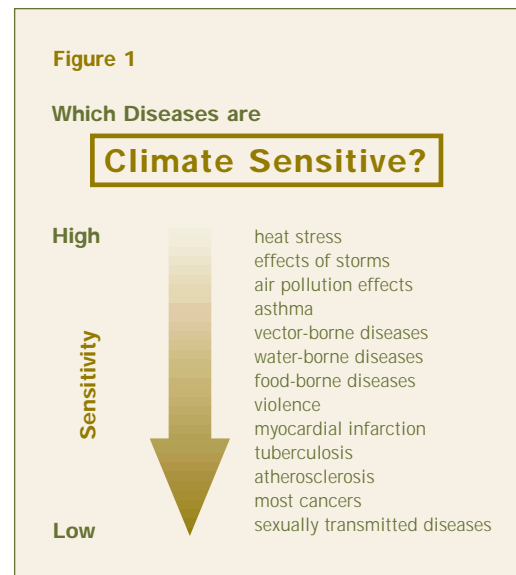 Figure 1
Which Diseases are
Climate Sensitive?
High
heat stress
effects of storms
air pollution effects
asthma
vector-borne diseases
water-borne diseases
food-borne diseases
violence
myocardial infarction
tuberculosis
atherosclerosis
most cancers
sexually transmitted diseases
Sensitivity
Low